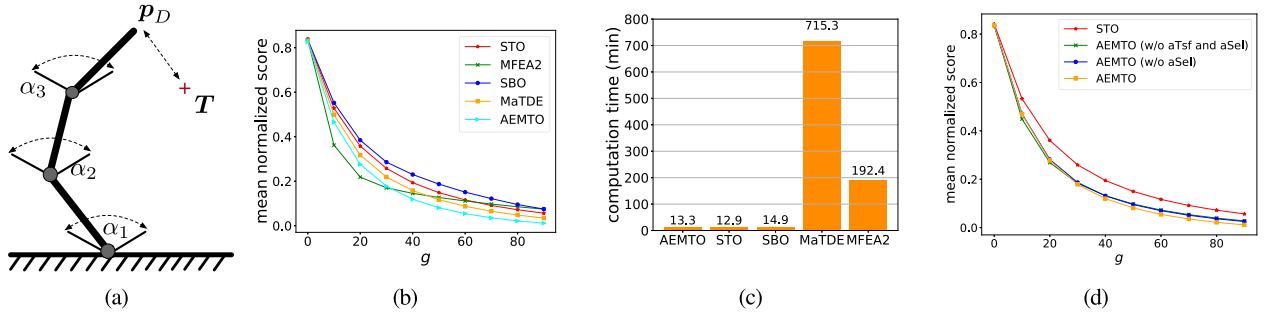 p_D
T
α3
α2
α1
(a)
mean normalized score
0.8
0.6
0.4
0.2
0.0
0
20
40
60
80
g
STO
MFEA2
SBO
MaTDE
AEMTO
(b)
computation time (min)
800
700
600
500
400
300
200
100
0
13.3
12.9
14.9
715.3
192.4
AEMTO
STO
SBO
MaTDE
MFEA2
(c)
mean normalized score
0.8
0.6
0.4
0.2
0.0
0
20
40
60
80
g
STO
AEMTO (w/o aTsf and aSel)
AEMTO (w/o aSel)
AEMTO
(d)